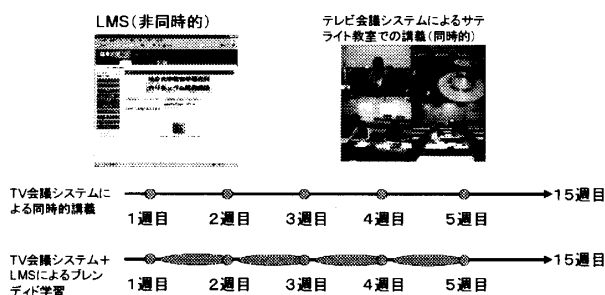 LMS(非同時的)
テレビ会議システムによるサテ
ライト教室での講義(同時的)
TV会議システムに
よる同時的講義
1週目 2週目 3週目 4週目 5週目 15週目
TV会議システム+
LMSによるブレン
ディド学習
1週目 2週目 3週目 4週目 5週目 15週目